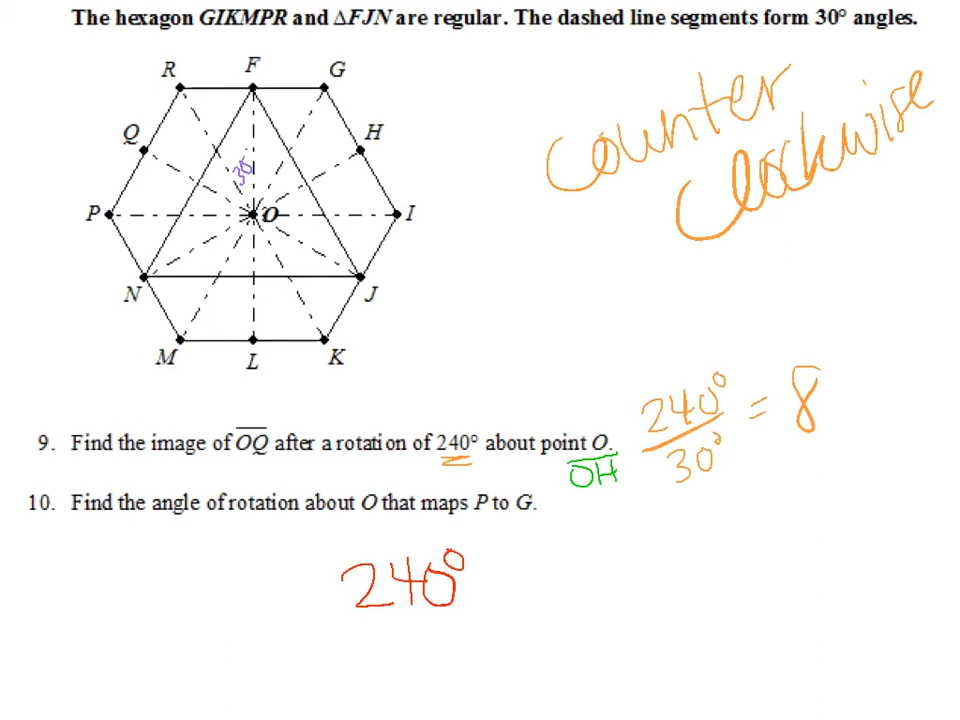 The hexagon GIKMPR and ΔFJN are regular. The dashed line segments form 30° angles.
R F G
Counter
Clockwise
Q H
30°
P O I
N J
M L K
240° / 30° = 8
9. Find the image of OQ after a rotation of 240° about point O.
OH
10. Find the angle of rotation about O that maps P to G.
240°